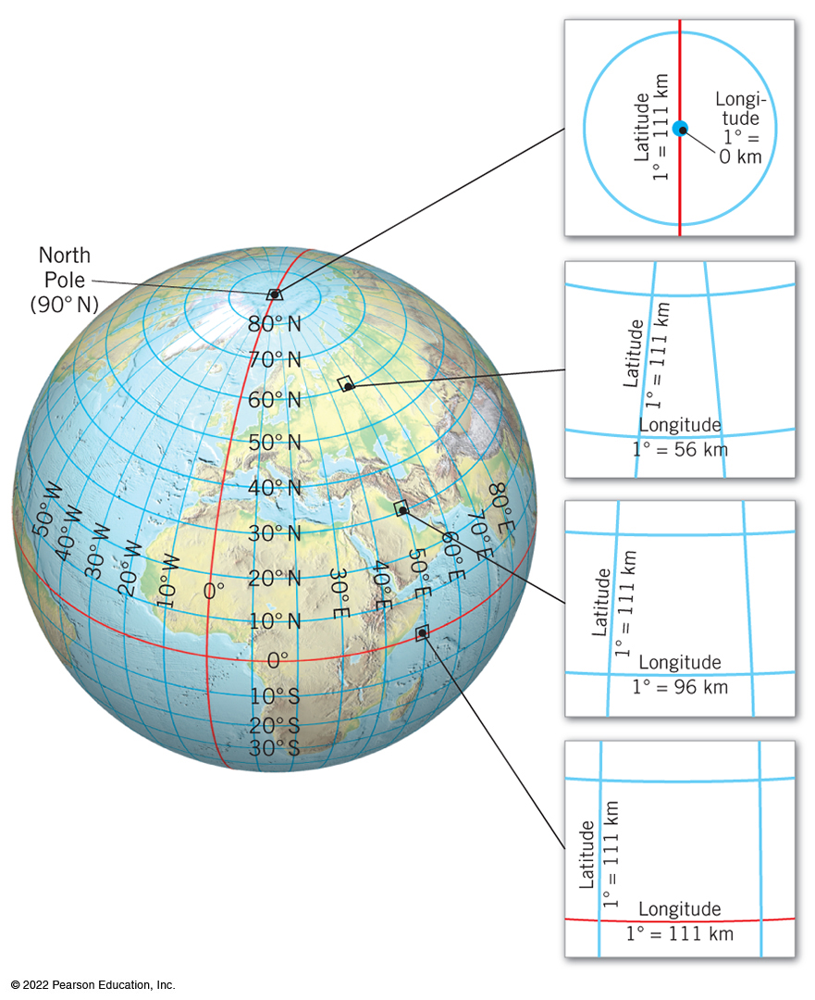 Latitude
1° = 111 km
Longi-
tude
1° =
0 km
North
Pole
(90° N)
80° N
70° N
60° N
50° N
40° N
30° N
20° N
10° N
0°
10° S
20° S
30° S
50° W
40° W
30° W
20° W
10° W
0°
30° E
40° E
50° E
60° E
70° E
80° E
Latitude
1° = 111 km
Longitude
1° = 56 km
Latitude
1° = 111 km
Longitude
1° = 96 km
Latitude
1° = 111 km
Longitude
1° = 111 km
© 2022 Pearson Education, Inc.